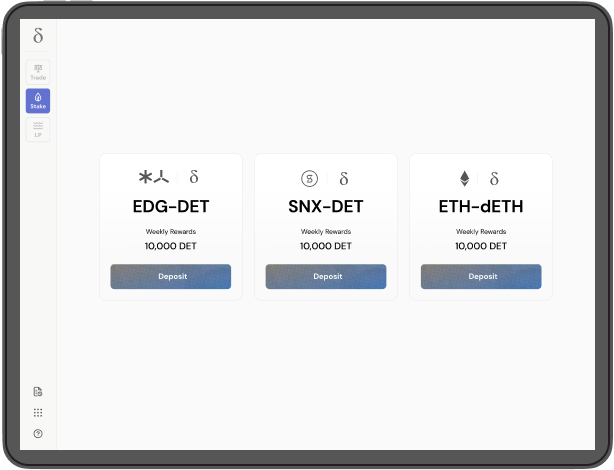 δ
Trade
Stake
LP
δ
EDG-DET
Weekly Rewards
10,000 DET
Deposit
δ
SNX-DET
Weekly Rewards
10,000 DET
Deposit
δ
ETH-dETH
Weekly Rewards
10,000 DET
Deposit